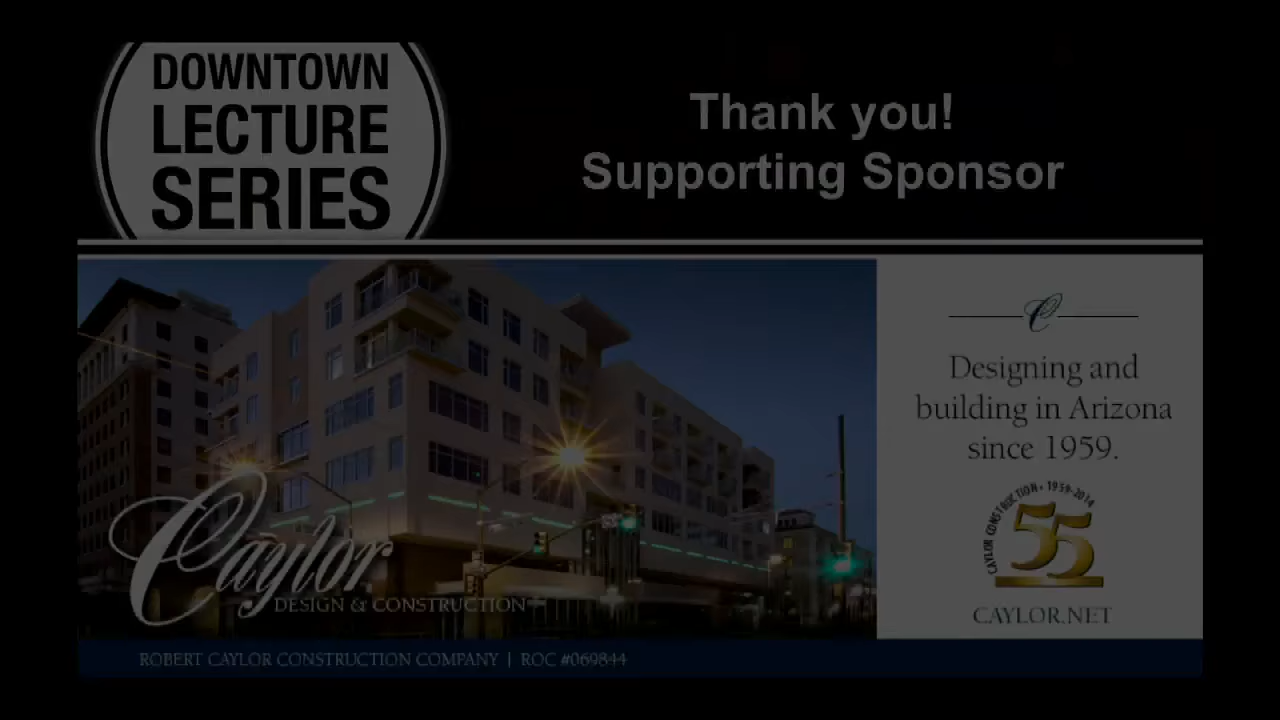 DOWNTOWN
LECTURE
SERIES
Thank you!
Supporting Sponsor
C
Designing and
building in Arizona
since 1959.
CAYLOR CONSTRUCTION • 1959-2014
55
CAYLOR.NET
Caylor
DESIGN & CONSTRUCTION
ROBERT CAYLOR CONSTRUCTION COMPANY | ROC #069844